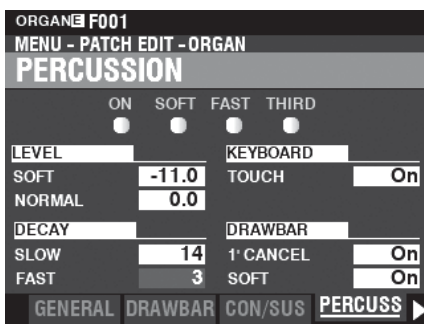 ORGANE F001
MENU - PATCH EDIT - ORGAN
PERCUSSION
ON SOFT FAST THIRD
LEVEL KEYBOARD
SOFT -11.0 TOUCH On
NORMAL 0.0
DECAY DRAWBAR
SLOW 14 1' CANCEL On
FAST 3 SOFT On
GENERAL DRAWBAR CON/SUS PERCUSS